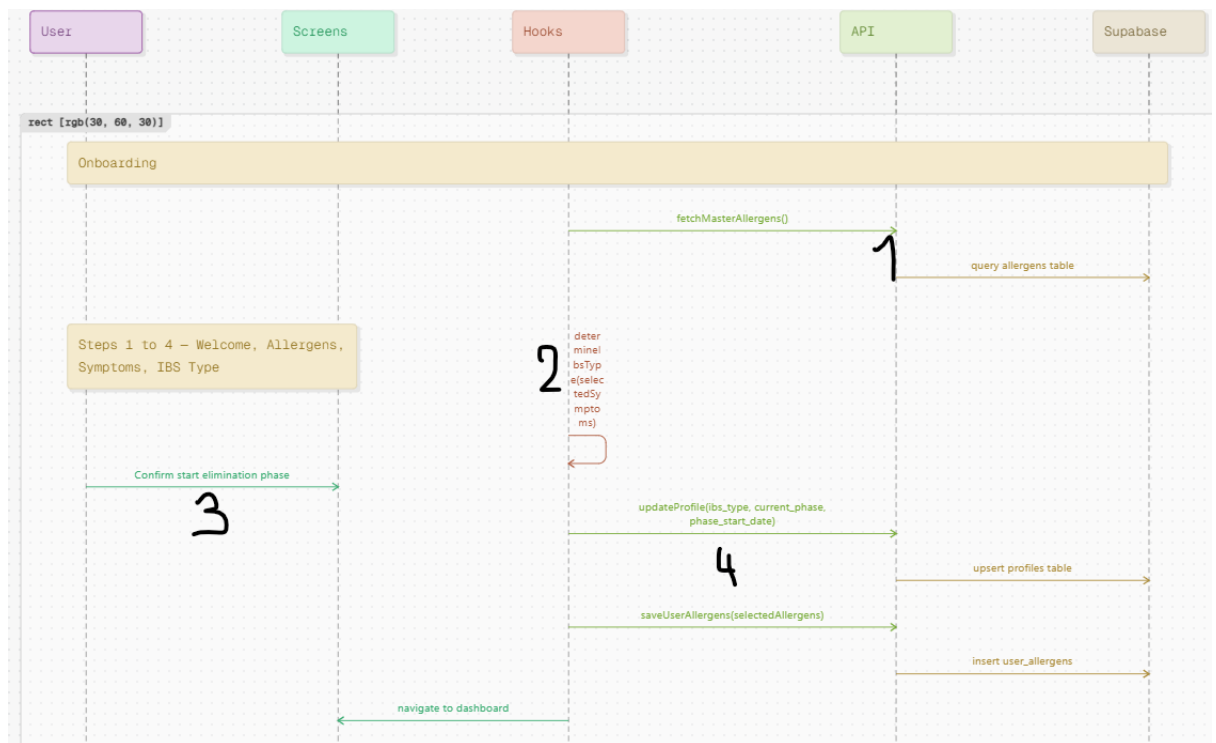 User
Screens
Hooks
API
Supabase
rect [rgb(30, 60, 30)]
Onboarding
fetchMasterAllergens()
1
query allergens table
Steps 1 to 4 — Welcome, Allergens,
Symptoms, IBS Type
2
deter
mineI
bsTyp
e(selec
tedSy
mpto
ms)
Confirm start elimination phase
3
updateProfile(ibs_type, current_phase,
phase_start_date)
4
upsert profiles table
saveUserAllergens(selectedAllergens)
insert user_allergens
navigate to dashboard